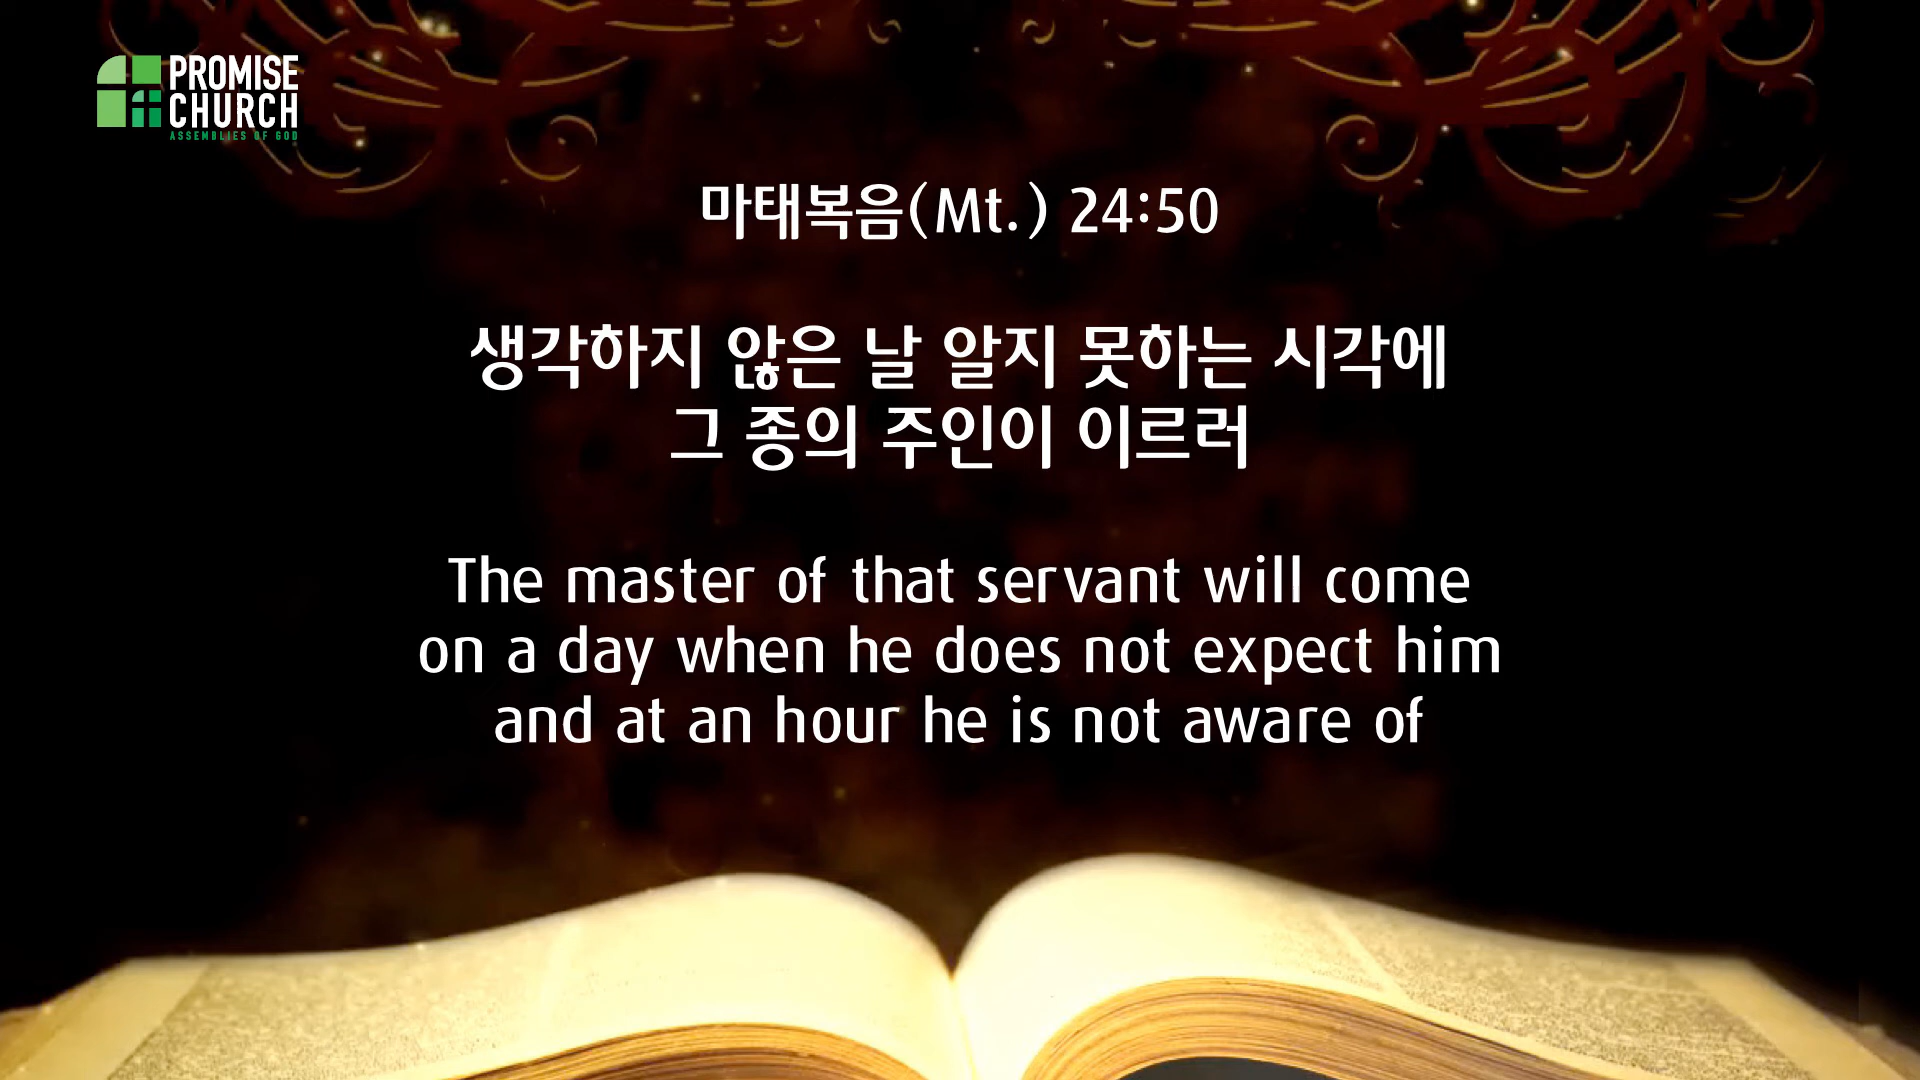 PROMISE
CHURCH
ASSEMBLIES OF GOD
마태복음(Mt.) 24:50
생각하지 않은 날 알지 못하는 시각에
그 종의 주인이 이르러
The master of that servant will come
on a day when he does not expect him
and at an hour he is not aware of